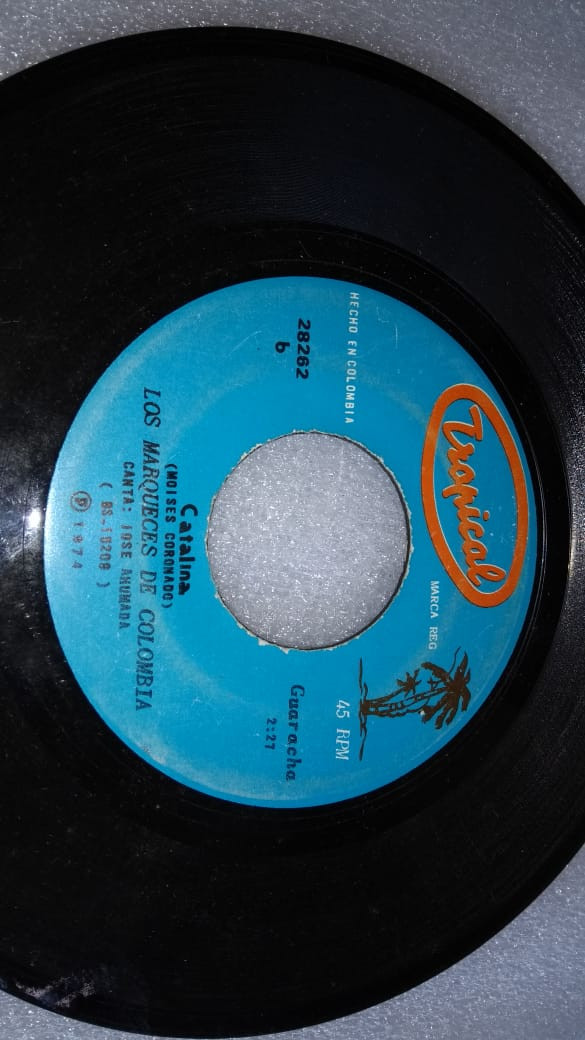 Tropical
MARCA REG
HECHO EN COLOMBIA
45 RPM
28262
b
Guaracha
2:27
Catalina
(MOISES CORONADO)
LOS MARQUECES DE COLOMBIA
CANTA: JOSE AHUMADA
( BS-10209 )
Ⓟ 1974